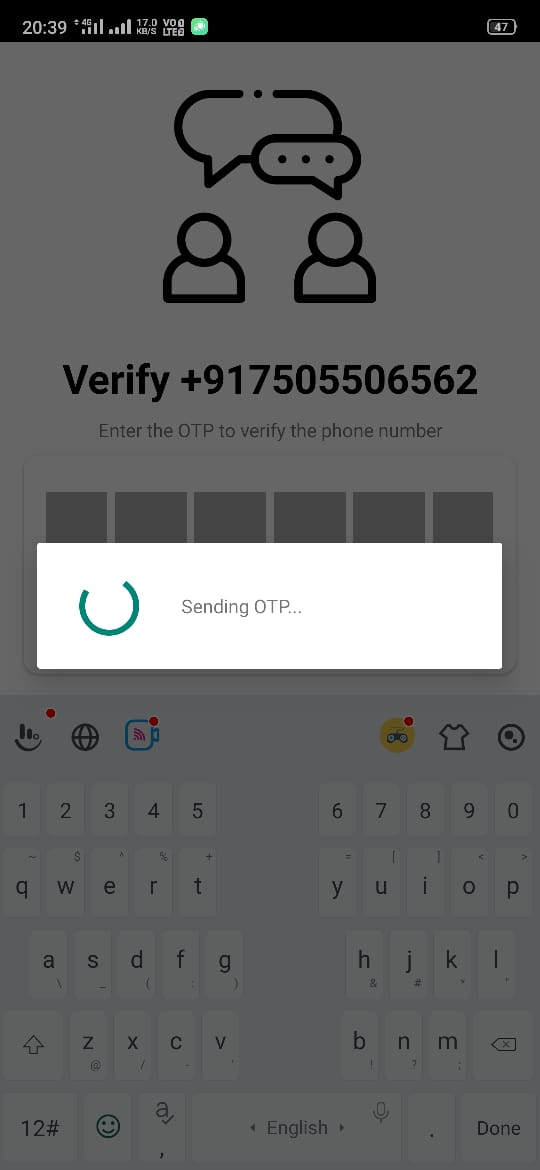 20:39 4G 17.0 KB/S VO LTE 47
Verify +917505506562
Enter the OTP to verify the phone number
Sending OTP...
1 2 3 4 5 6 7 8 9 0
~ $ ^ % + = [ ] < >
q w e r t y u i o p
a s d f g h j k l
\ _ ( : ) & # * "
z x c v b n m
@ / - ' ! ? ;
12# a , English . Done